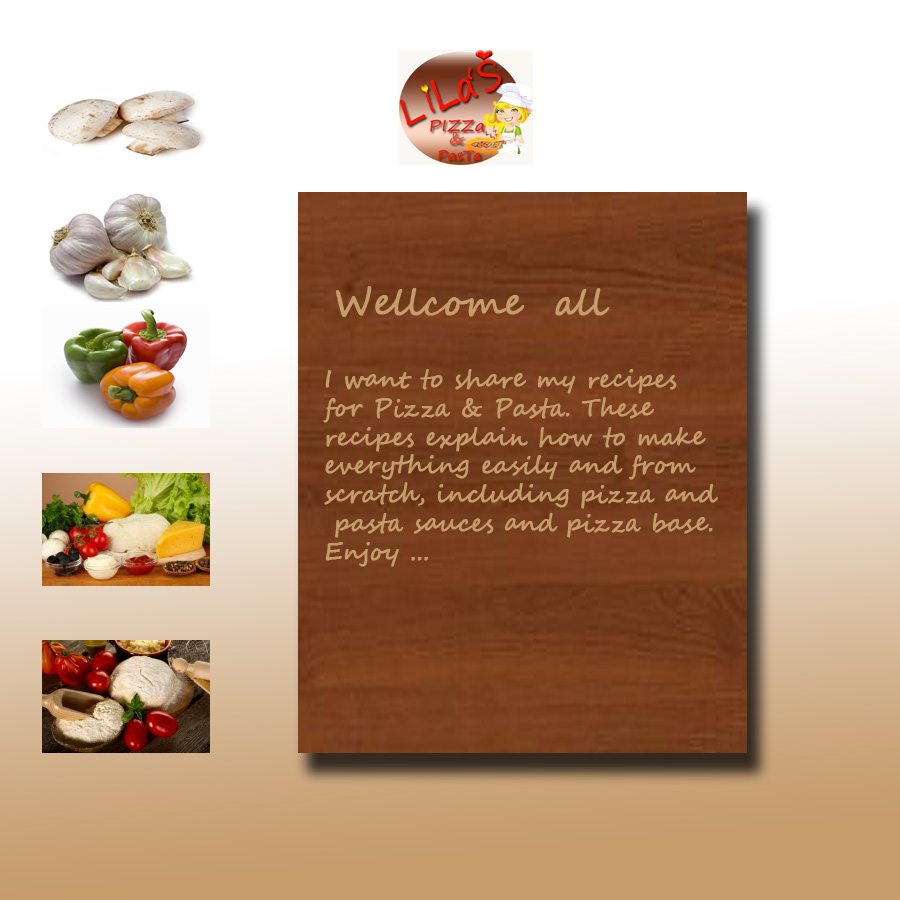 LiLa'Š
PIZZa
&
PasTa
Wellcome all
I want to share my recipes
for Pizza & Pasta. These
recipes explain how to make
everything easily and from
scratch, including pizza and
pasta sauces and pizza base.
Enjoy ...